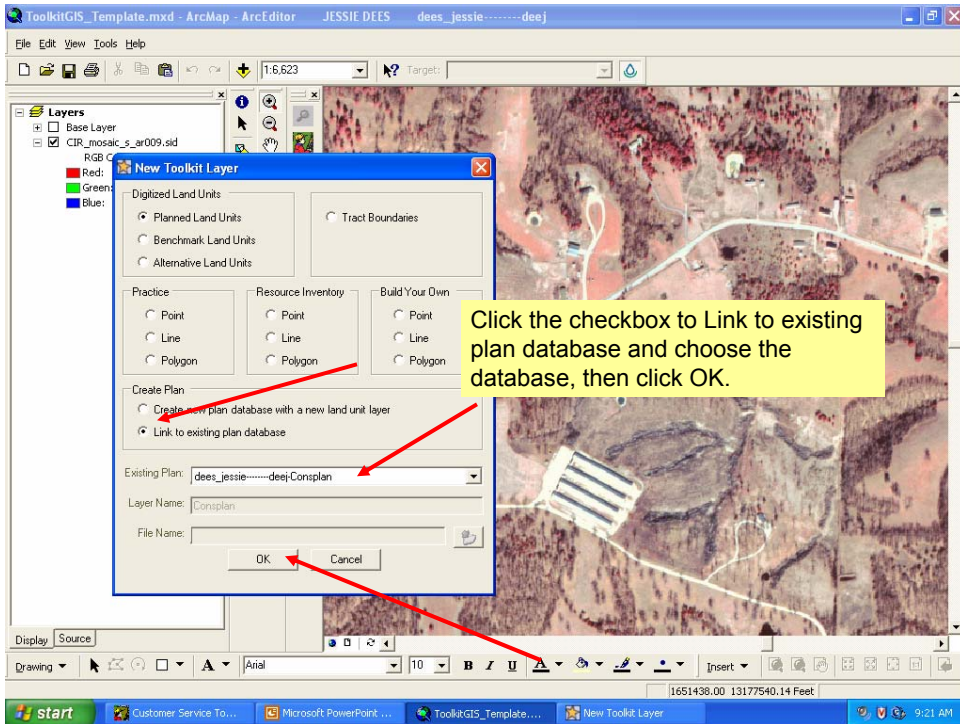 ToolkitGIS_Template.mxd - ArcMap - ArcEditor JESSIE DEES dees_jessie--------deej
File Edit View Tools Help
1:6,623 Target:
Layers
Base Layer
CIR_mosaic_s_ar009.sid
RGB C
Red:
Green:
Blue:
New Toolkit Layer
Digitized Land Units
Planned Land Units
Benchmark Land Units
Alternative Land Units
Tract Boundaries
Practice
Point
Line
Polygon
Resource Inventory
Point
Line
Polygon
Build Your Own
Point
Line
Polygon
Click the checkbox to Link to existing
plan database and choose the
database, then click OK.
Create Plan
Create new plan database with a new land unit layer
Link to existing plan database
Existing Plan: dees_jessie--------deej-Consplan
Layer Name: Consplan
File Name:
OK Cancel
Display Source
Drawing A Arial 10 B I U A Insert
1651438.00 13177540.14 Feet
start Customer Service To... Microsoft PowerPoint ... ToolkitGIS_Template.... New Toolkit Layer 9:21 AM